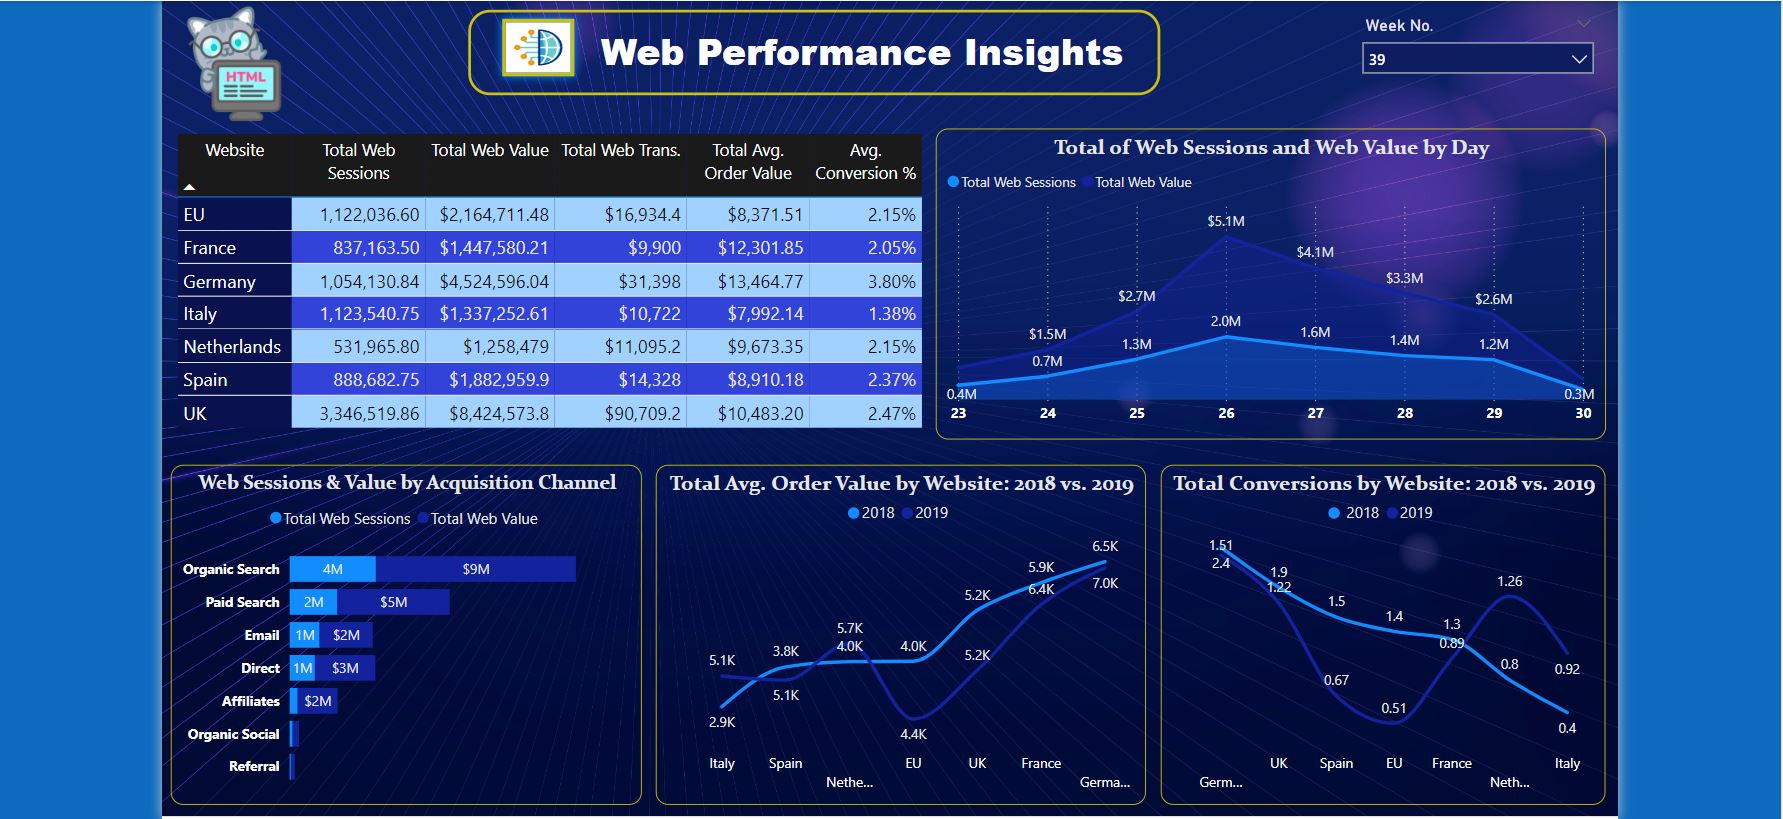 HTML
Web Performance Insights
Week No.
39
Website Total Web Sessions Total Web Value Total Web Trans. Total Avg. Order Value Avg. Conversion %
EU 1,122,036.60 $2,164,711.48 $16,934.4 $8,371.51 2.15%
France 837,163.50 $1,447,580.21 $9,900 $12,301.85 2.05%
Germany 1,054,130.84 $4,524,596.04 $31,398 $13,464.77 3.80%
Italy 1,123,540.75 $1,337,252.61 $10,722 $7,992.14 1.38%
Netherlands 531,965.80 $1,258,479 $11,095.2 $9,673.35 2.15%
Spain 888,682.75 $1,882,959.9 $14,328 $8,910.18 2.37%
UK 3,346,519.86 $8,424,573.8 $90,709.2 $10,483.20 2.47%
Total of Web Sessions and Web Value by Day
Total Web Sessions Total Web Value
$5.1M
$4.1M
$3.3M
$2.7M $2.6M
$1.5M
2.0M
1.6M
1.3M 1.4M 1.2M
0.7M
0.4M 0.3M
23 24 25 26 27 28 29 30
Web Sessions & Value by Acquisition Channel
Total Web Sessions Total Web Value
Organic Search 4M $9M
Paid Search 2M $5M
Email 1M $2M
Direct 1M $3M
Affiliates $2M
Organic Social
Referral
Total Avg. Order Value by Website: 2018 vs. 2019
2018 2019
6.5K
5.9K
6.4K 7.0K
5.2K
5.7K
5.1K 3.8K 4.0K 4.0K
5.2K
5.1K
2.9K
4.4K
Italy Spain EU UK France
Nethe... Germa...
Total Conversions by Website: 2018 vs. 2019
2018 2019
1.51
2.4
1.9
1.22 1.26
1.5
1.4
1.3
0.89
0.8 0.92
0.67
0.51
0.4
UK Spain EU France Italy
Germ... Neth...